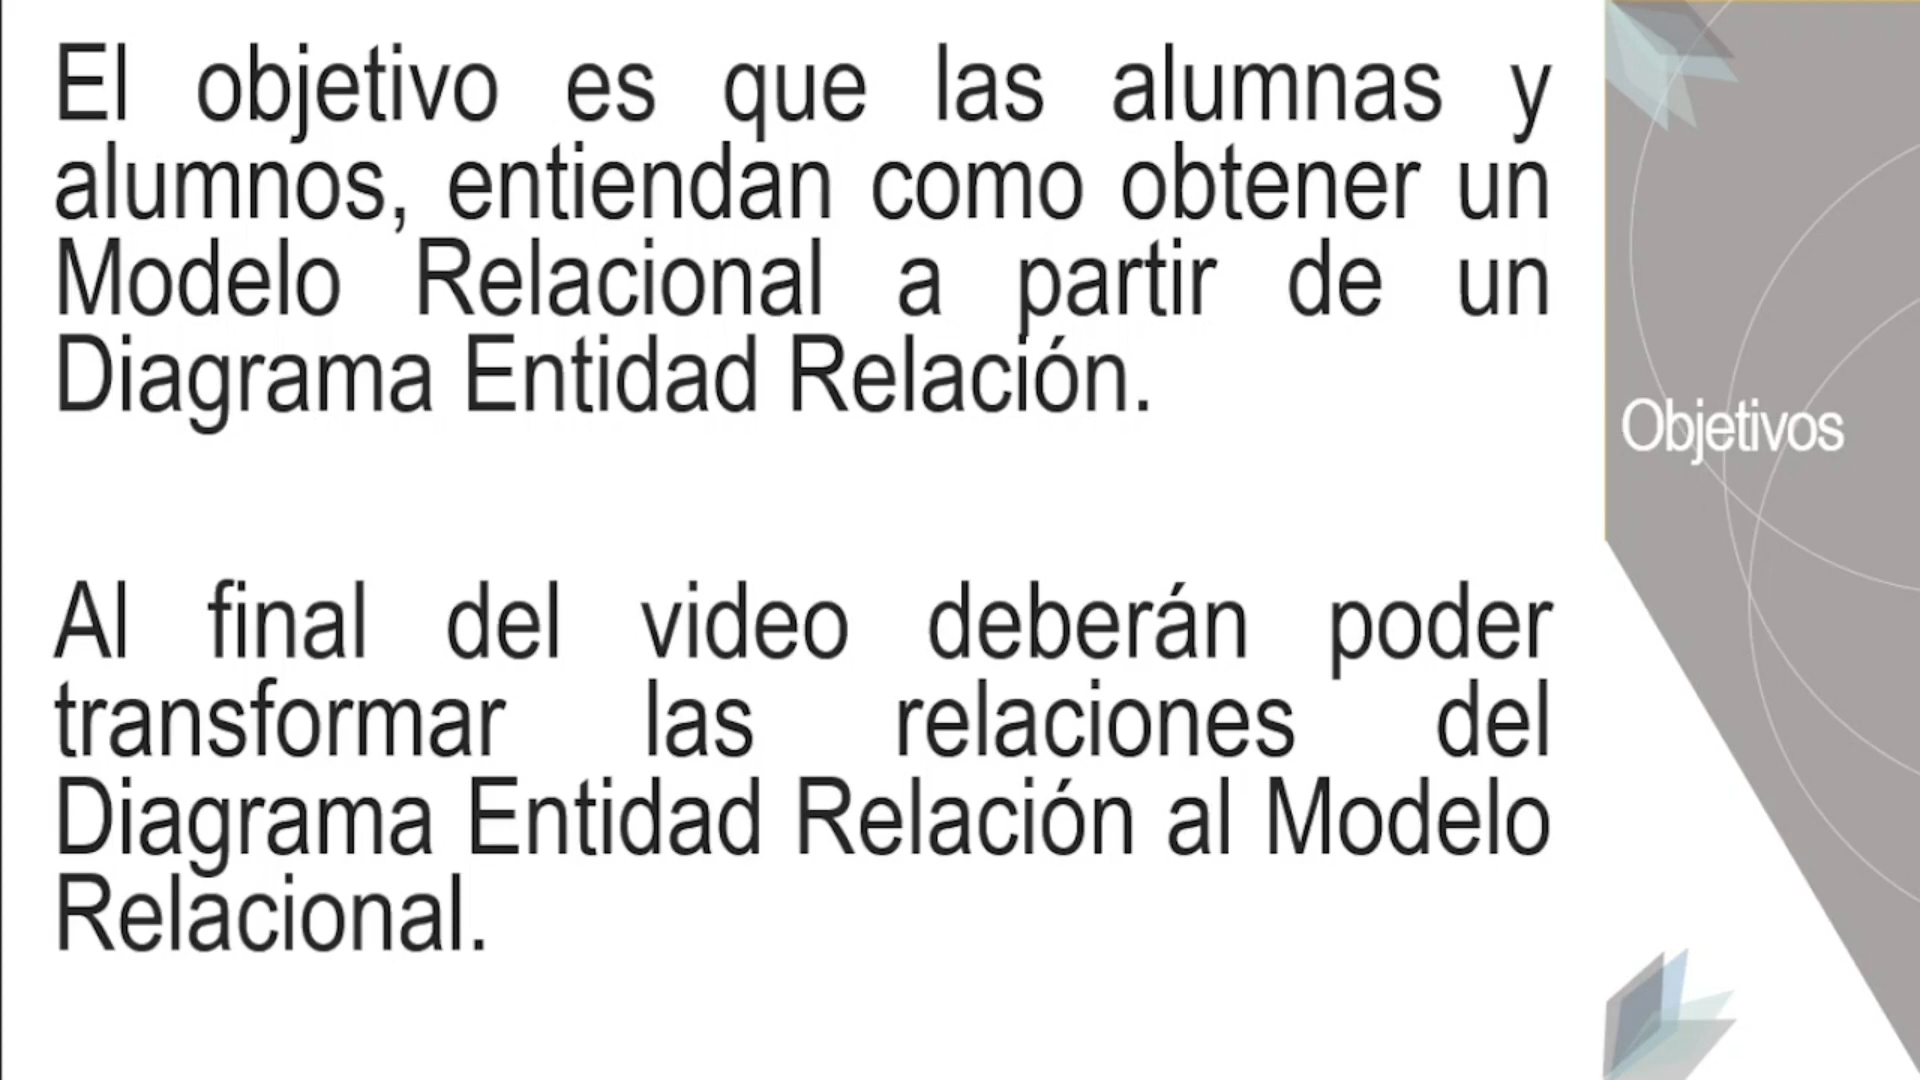 El objetivo es que las alumnas y
alumnos, entiendan como obtener un
Modelo Relacional a partir de un
Diagrama Entidad Relación.
Al final del video deberán poder
transformar las relaciones del
Diagrama Entidad Relación al Modelo
Relacional.
Objetivos